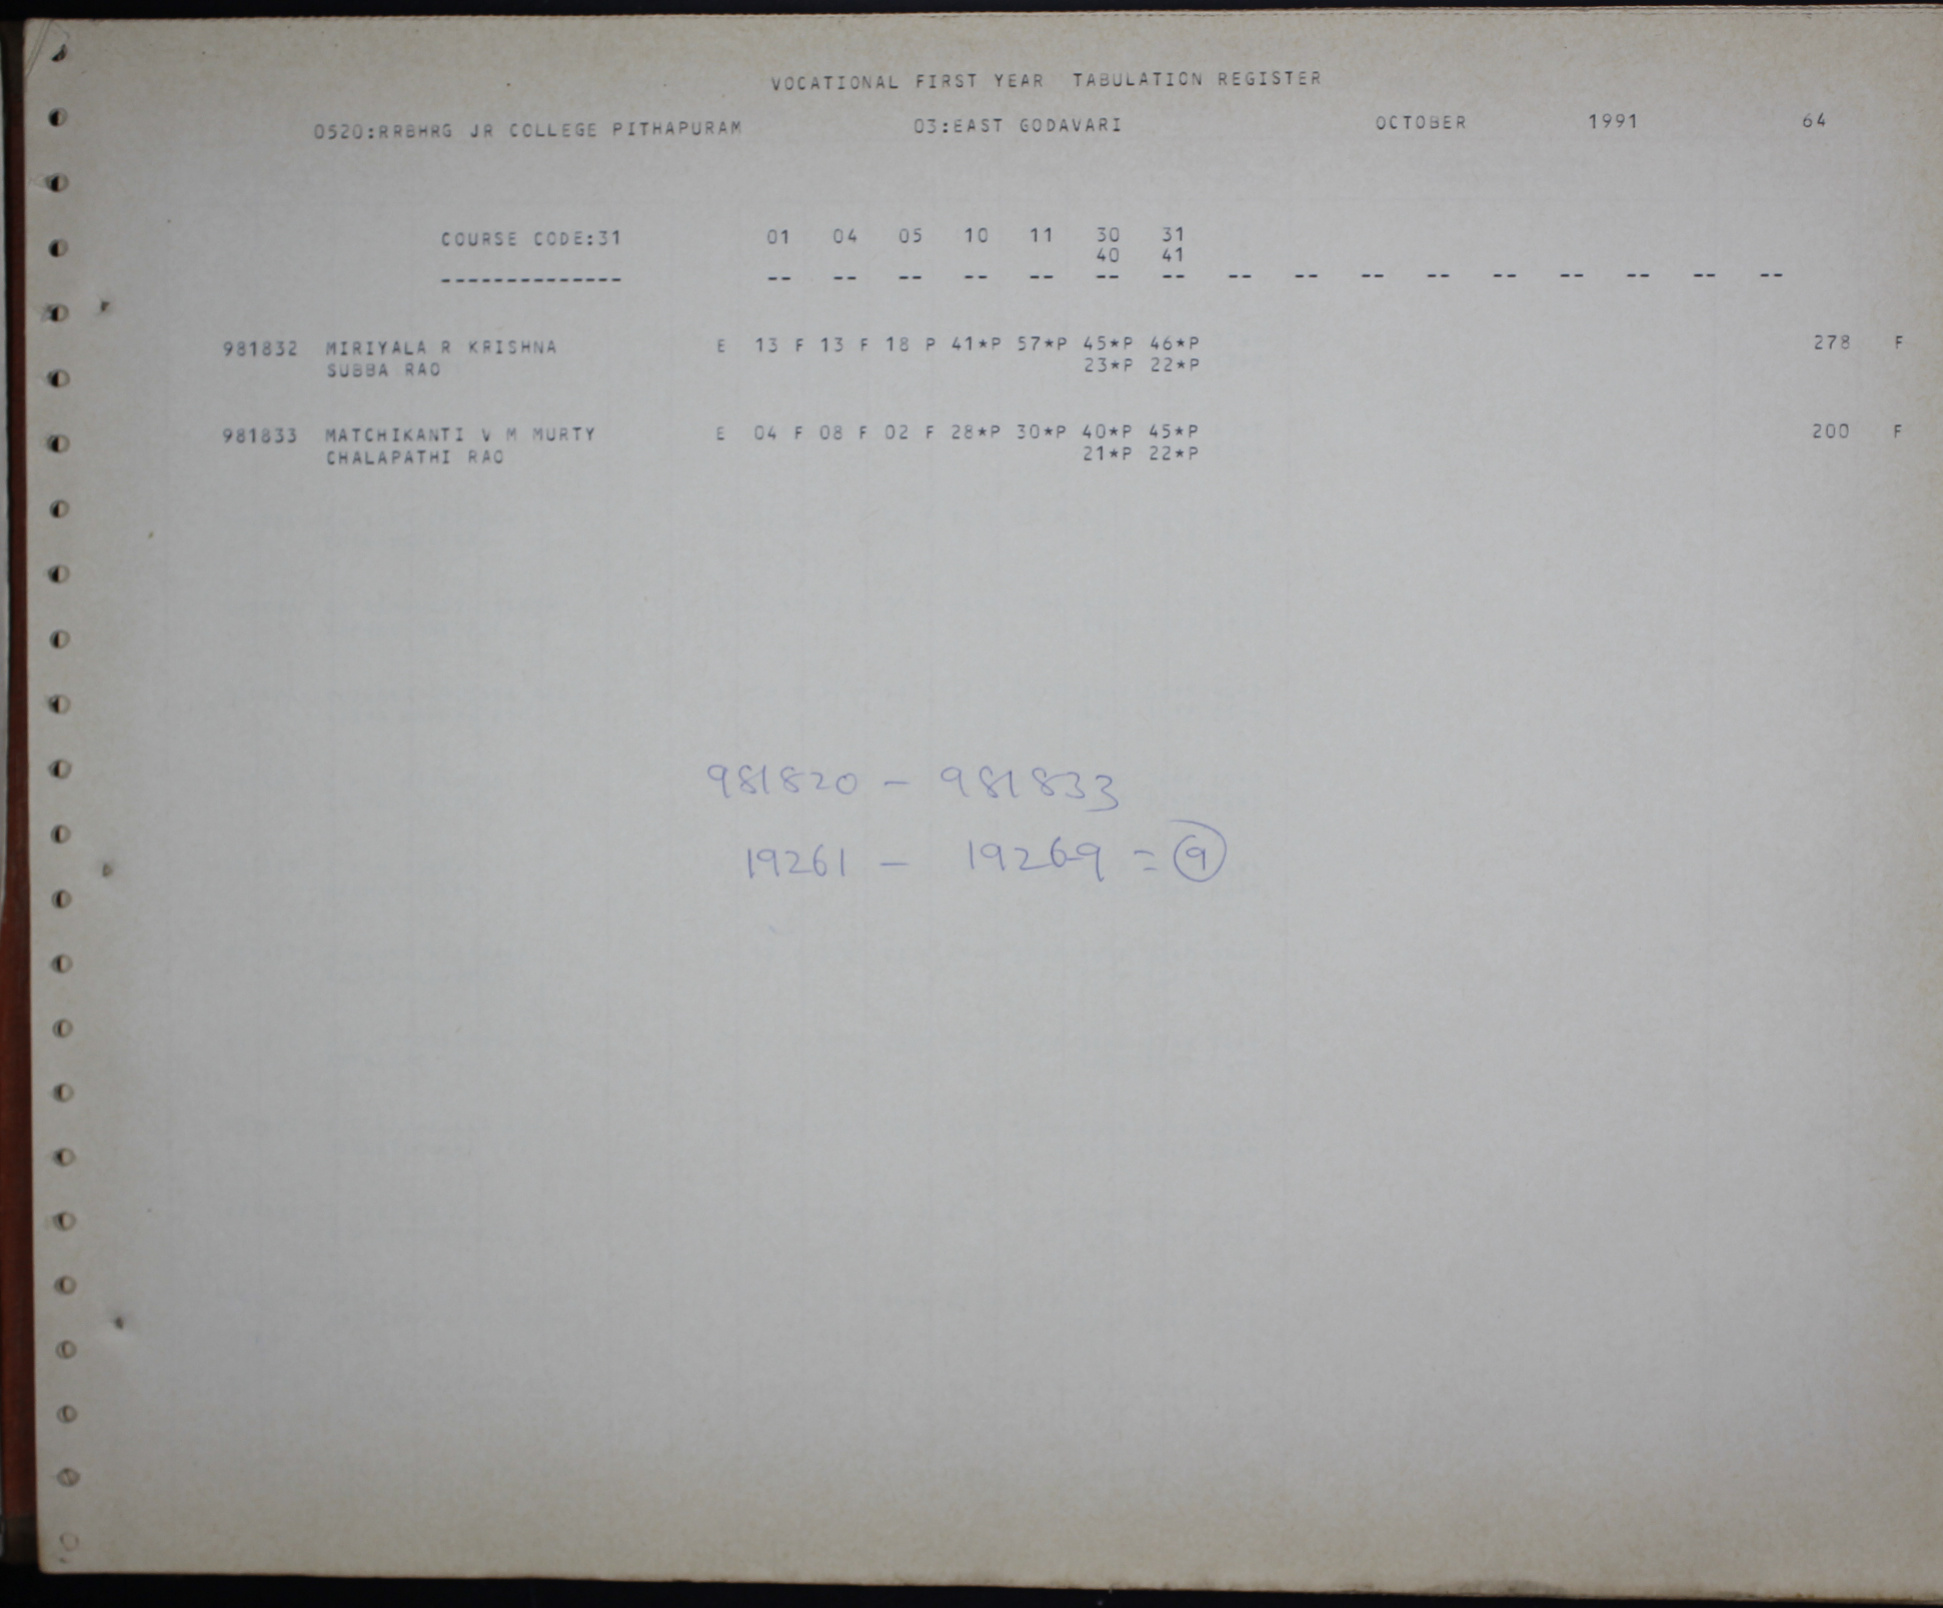 VOCATIONAL FIRST YEAR TABULATION REGISTER
0520:RRBHRG JR COLLEGE PITHAPURAM 03:EAST GODAVARI OCTOBER 1991 64
COURSE CODE:31 01 04 05 10 11 30 31
40 41
-------------- -- -- -- -- -- -- -- -- -- -- -- -- -- -- -- --
981832 MIRIYALA R KRISHNA E 13 F 13 F 18 P 41*P 57*P 45*P 46*P 278 F
SUBBA RAO 23*P 22*P
981833 MATCHIKANTI V M MURTY E 04 F 08 F 02 F 28*P 30*P 40*P 45*P 200 F
CHALAPATHI RAO 21*P 22*P
981820 - 981833
19261 - 19269 = 9